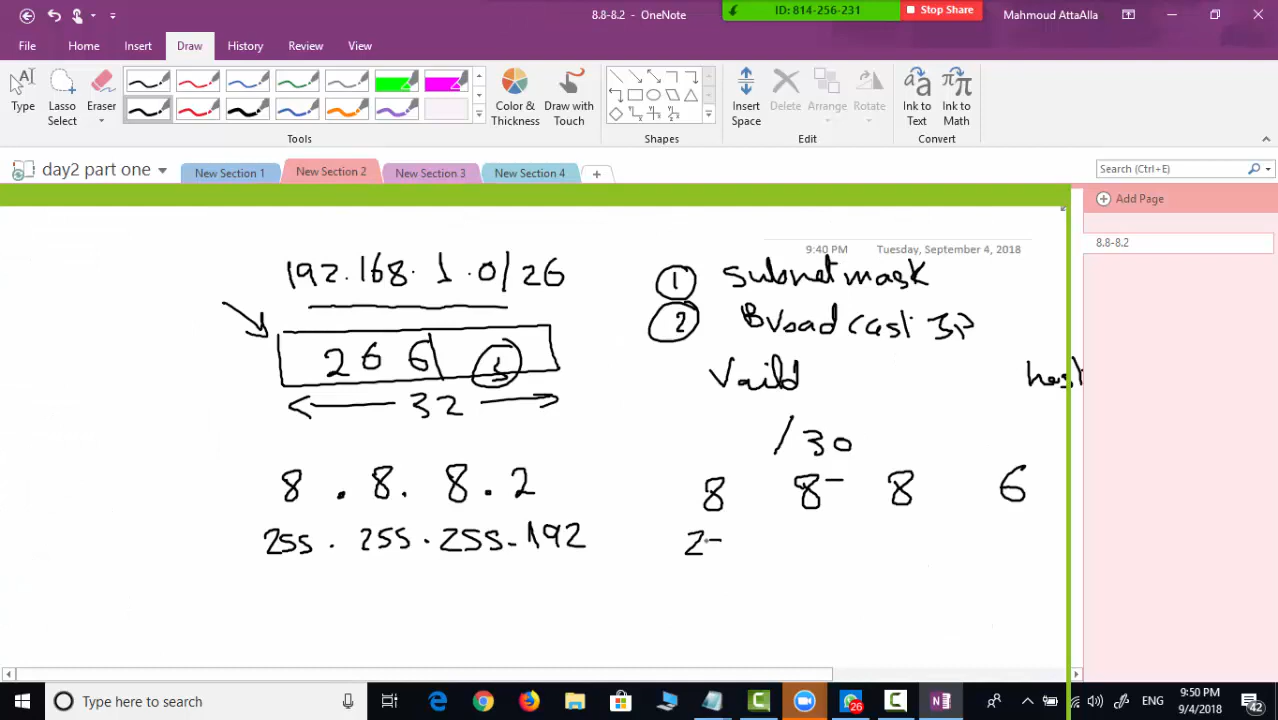 8.8-8.2 - OneNote
ID: 814-256-231
Stop Share
Mahmoud AttaAlla
File Home Insert Draw History Review View
Type
Lasso Select
Eraser
Color & Thickness
Draw with Touch
Insert Space
Delete
Arrange
Rotate
Ink to Text
Ink to Math
Tools
Shapes
Edit
Convert
day2 part one
New Section 1
New Section 2
New Section 3
New Section 4
Search (Ctrl+E)
Add Page
8.8-8.2
9:40 PM Tuesday, September 4, 2018
192.168.1.0/26
1 subnetmask
2 Broadcast Ip
26 6
32
Vaild host
/30
8 . 8 . 8 . 2
8 8 8 6
255 . 255 . 255 . 192
2
Type here to search
26
ENG
9:50 PM
9/4/2018
42